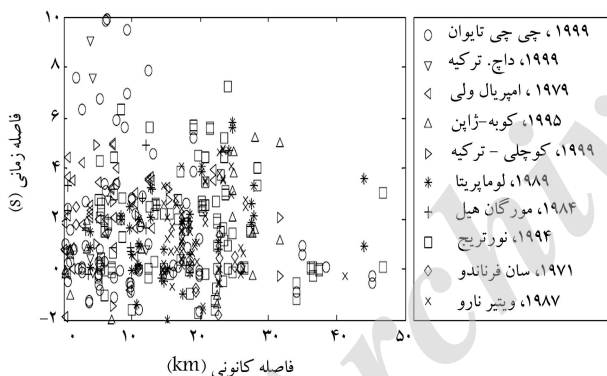 ۱۰
۸
۶
۴
۲
۰
-۲
۰ ۱۰ ۲۰ ۳۰ ۴۰ ۵۰
فاصله زمانی (S)
فاصله کانونی (km)
۱۹۹۹، چی چی تایوان
۱۹۹۹، داچ. ترکیه
۱۹۷۹، امپریال ولی
۱۹۹۵، کوبه-ژاپن
۱۹۹۹، کوچلی - ترکیه
۱۹۸۹، لوماپریتا
۱۹۸۴، مورگان هیل
۱۹۹۴، نورتریج
۱۹۷۱، سان فرناندو
۱۹۸۷، ویتیر نارو
Archiv